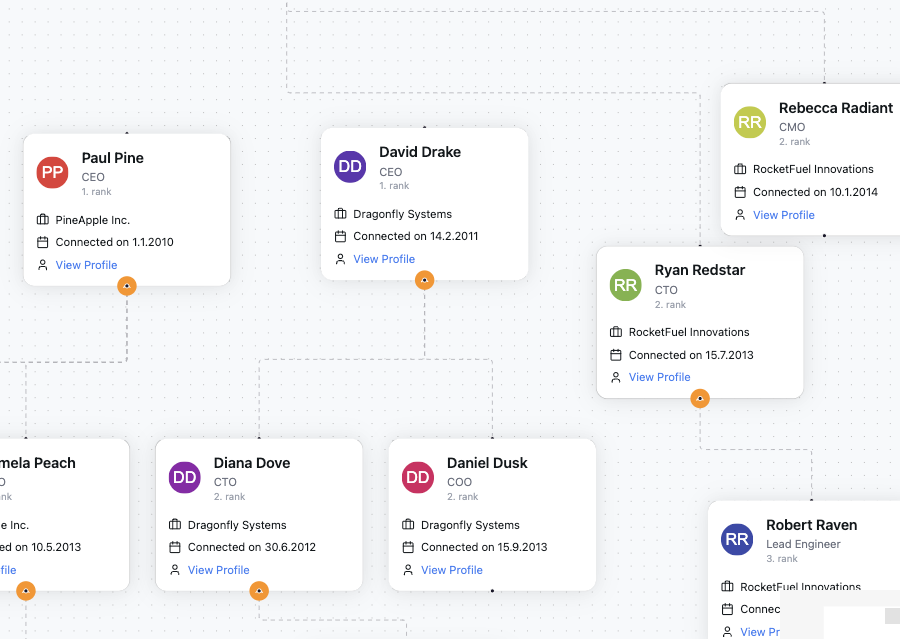 PP
Paul Pine
CEO
1. rank
PineApple Inc.
Connected on 1.1.2010
View Profile
DD
David Drake
CEO
1. rank
Dragonfly Systems
Connected on 14.2.2011
View Profile
RR
Rebecca Radiant
CMO
2. rank
RocketFuel Innovations
Connected on 10.1.2014
View Profile
RR
Ryan Redstar
CTO
2. rank
RocketFuel Innovations
Connected on 15.7.2013
View Profile
mela Peach
O
nk
e Inc.
ed on 10.5.2013
file
DD
Diana Dove
CTO
2. rank
Dragonfly Systems
Connected on 30.6.2012
View Profile
DD
Daniel Dusk
COO
2. rank
Dragonfly Systems
Connected on 15.9.2013
View Profile
RR
Robert Raven
Lead Engineer
3. rank
RocketFuel Innovations
Connec
View Pr